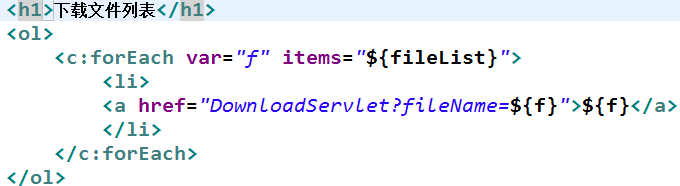 <h1>下载文件列表</h1>
<ol>
<c:forEach var="f" items="${fileList}">
<li>
<a href="DownloadServlet?fileName=${f}">${f}</a>
</li>
</c:forEach>
</ol>